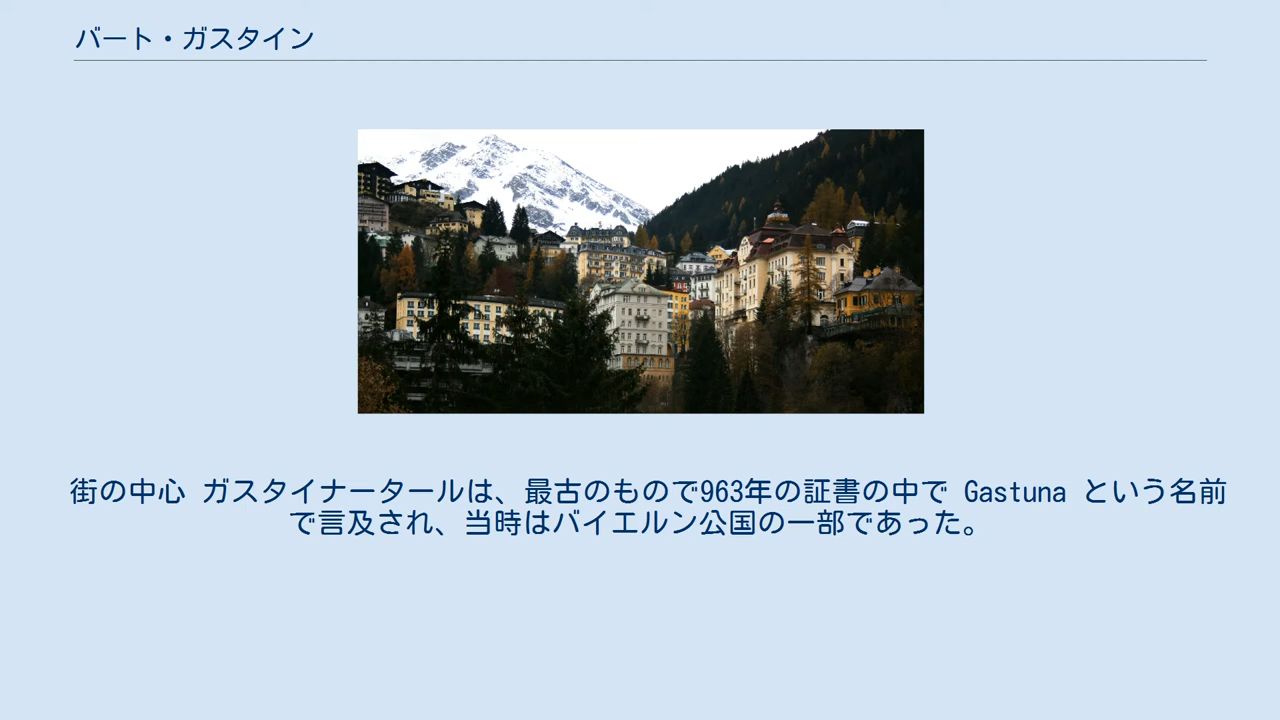 バート・ガスタイン
街の中心 ガスタイナータールは、最古のもので963年の証書の中で Gastuna という名前
で言及され、当時はバイエルン公国の一部であった。